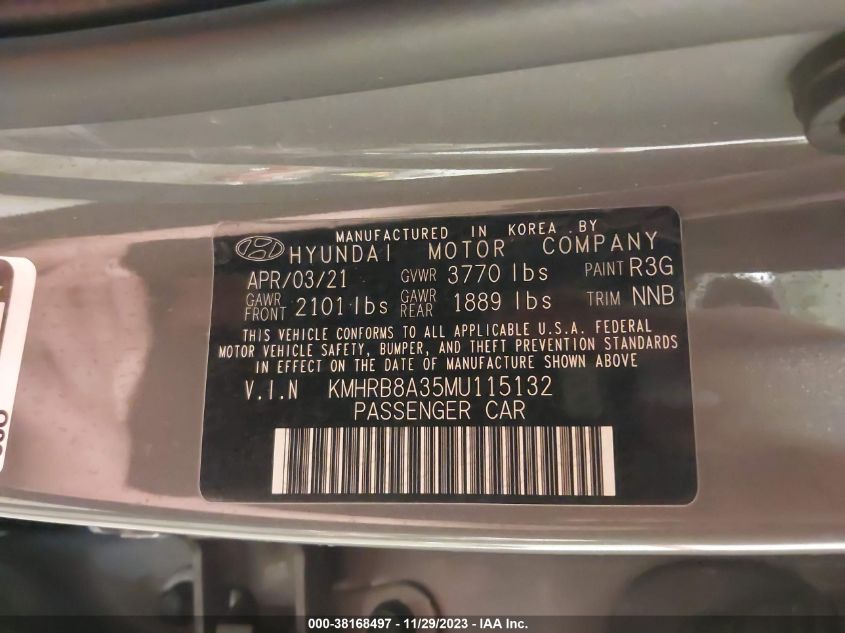 MANUFACTURED IN KOREA BY
HYUNDAI MOTOR COMPANY
APR/03/21 GVWR 3770 lbs PAINT R3G
GAWR FRONT 2101 lbs GAWR REAR 1889 lbs TRIM NNB
THIS VEHICLE CONFORMS TO ALL APPLICABLE U.S.A. FEDERAL
MOTOR VEHICLE SAFETY, BUMPER, AND THEFT PREVENTION STANDARDS
IN EFFECT ON THE DATE OF MANUFACTURE SHOWN ABOVE
V.I.N KMHRB8A35MU115132
PASSENGER CAR
000-38168497 - 11/29/2023 - IAA Inc.